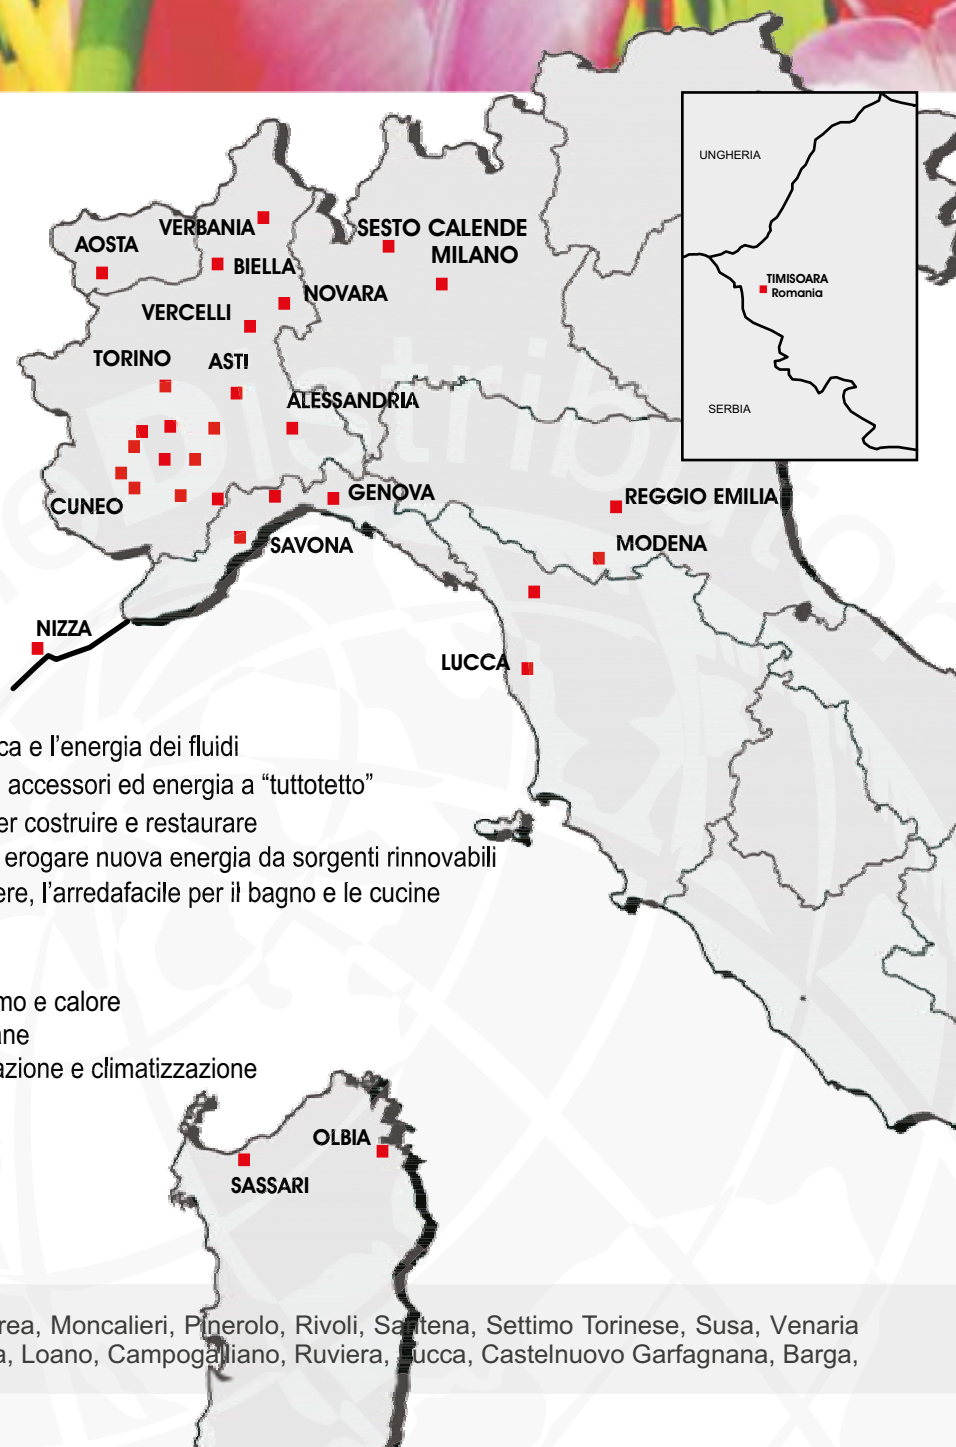 UNGHERIA
VERBANIA
SESTO CALENDE
AOSTA
MILANO
BIELLA
TIMISOARA
Romania
NOVARA
VERCELLI
TORINO
ASTI
ALESSANDRIA
SERBIA
GENOVA
REGGIO EMILIA
CUNEO
SAVONA
MODENA
NIZZA
LUCCA
ca e l’energia dei fluidi
accessori ed energia a “tuttotetto”
er costruire e restaurare
erogare nuova energia da sorgenti rinnovabili
ere, l’arredafacile per il bagno e le cucine
mo e calore
ane
azione e climatizzazione
OLBIA
SASSARI
rea, Moncalieri, Pinerolo, Rivoli, Santena, Settimo Torinese, Susa, Venaria
a, Loano, Campogalliano, Ruviera, Lucca, Castelnuovo Garfagnana, Barga,